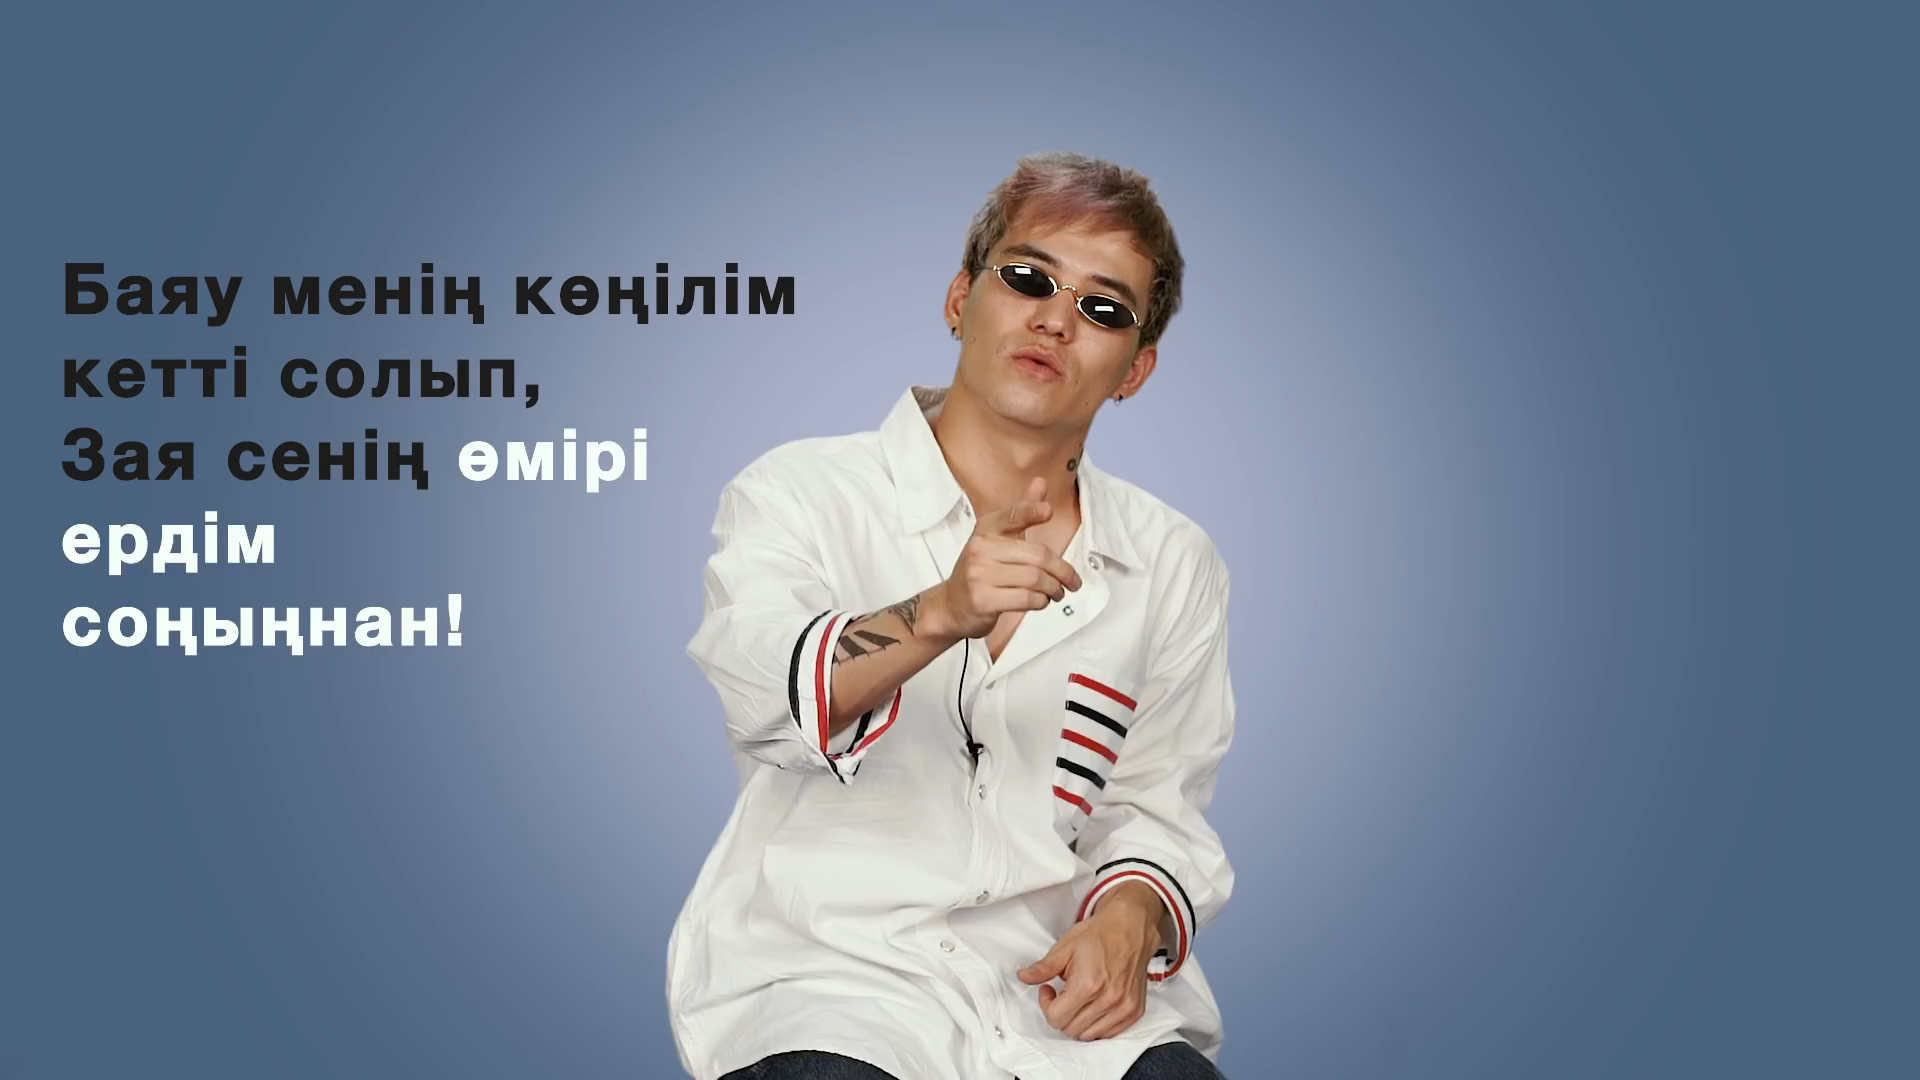 Баяу менің көңілім
кетті солып,
Зая сенің өмірі
ердім
соңыңнан!